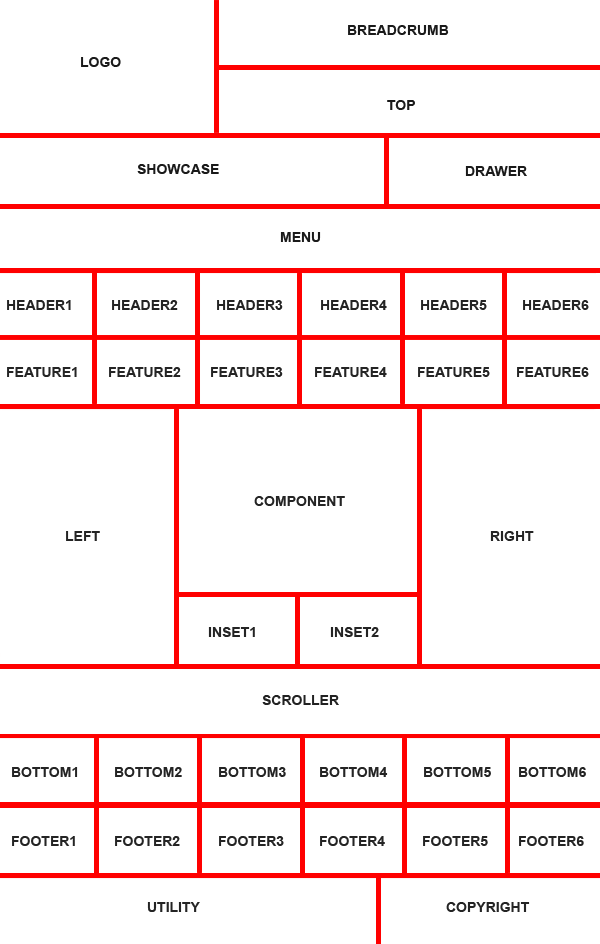 LOGO
BREADCRUMB
TOP
SHOWCASE
DRAWER
MENU
HEADER1
HEADER2
HEADER3
HEADER4
HEADER5
HEADER6
FEATURE1
FEATURE2
FEATURE3
FEATURE4
FEATURE5
FEATURE6
LEFT
COMPONENT
RIGHT
INSET1
INSET2
SCROLLER
BOTTOM1
BOTTOM2
BOTTOM3
BOTTOM4
BOTTOM5
BOTTOM6
FOOTER1
FOOTER2
FOOTER3
FOOTER4
FOOTER5
FOOTER6
UTILITY
COPYRIGHT